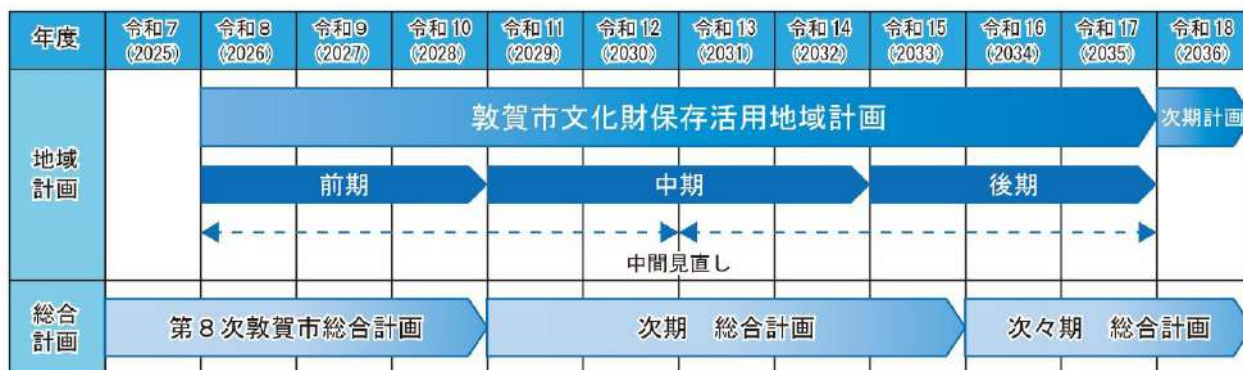 年度
令和7
(2025)
令和8
(2026)
令和9
(2027)
令和10
(2028)
令和11
(2029)
令和12
(2030)
令和13
(2031)
令和14
(2032)
令和15
(2033)
令和16
(2034)
令和17
(2035)
令和18
(2036)
地域
計画
敦賀市文化財保存活用地域計画
次期計画
前期
中期
後期
中間見直し
総合
計画
第8次敦賀市総合計画
次期 総合計画
次々期 総合計画